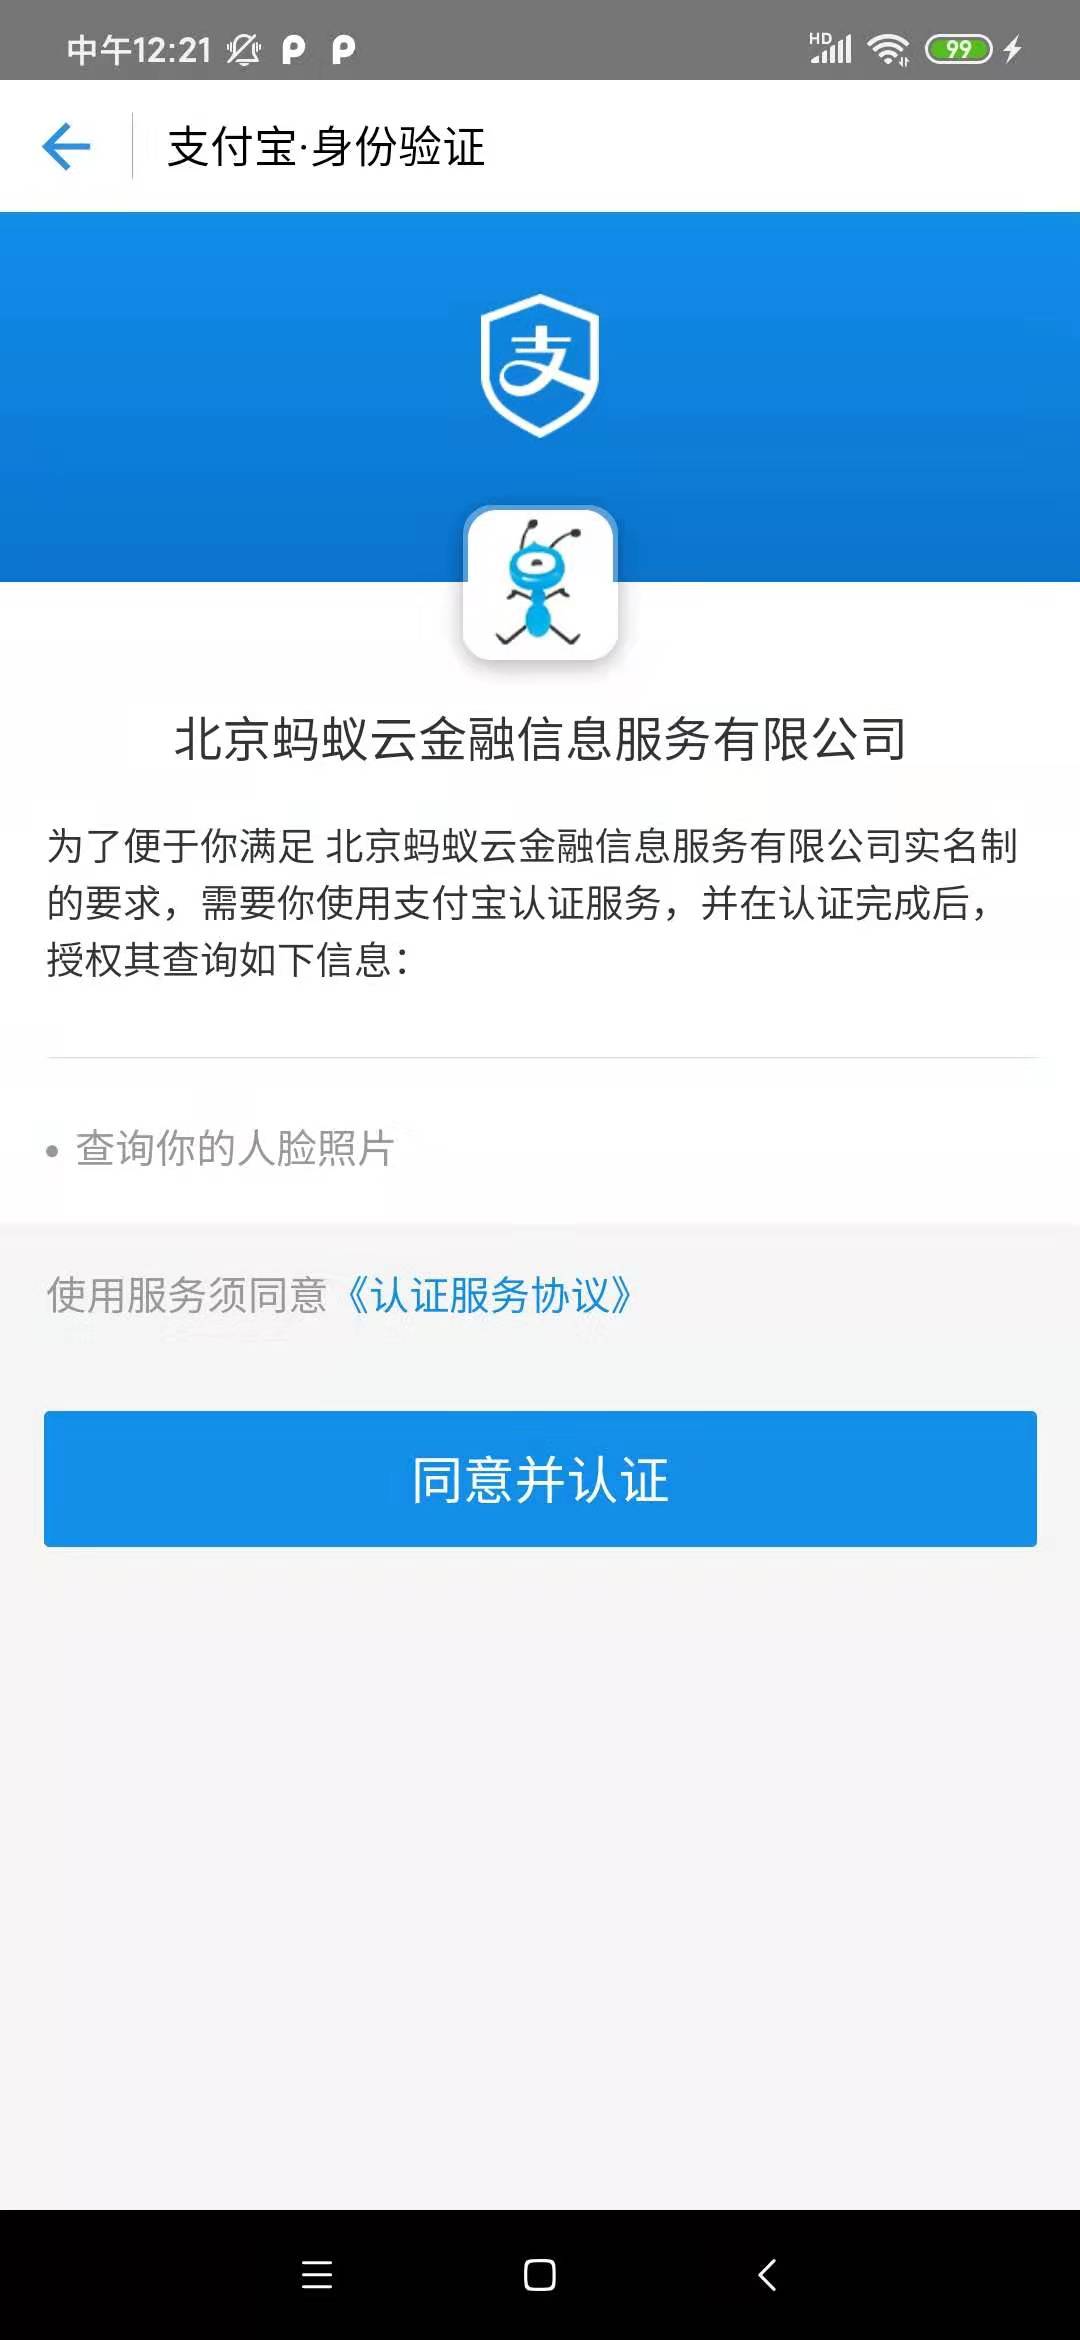 中午12:21
HD
99
支付宝·身份验证
支
北京蚂蚁云金融信息服务有限公司
为了便于你满足 北京蚂蚁云金融信息服务有限公司实名制
的要求，需要你使用支付宝认证服务，并在认证完成后，
授权其查询如下信息：
• 查询你的人脸照片
使用服务须同意《认证服务协议》
同意并认证